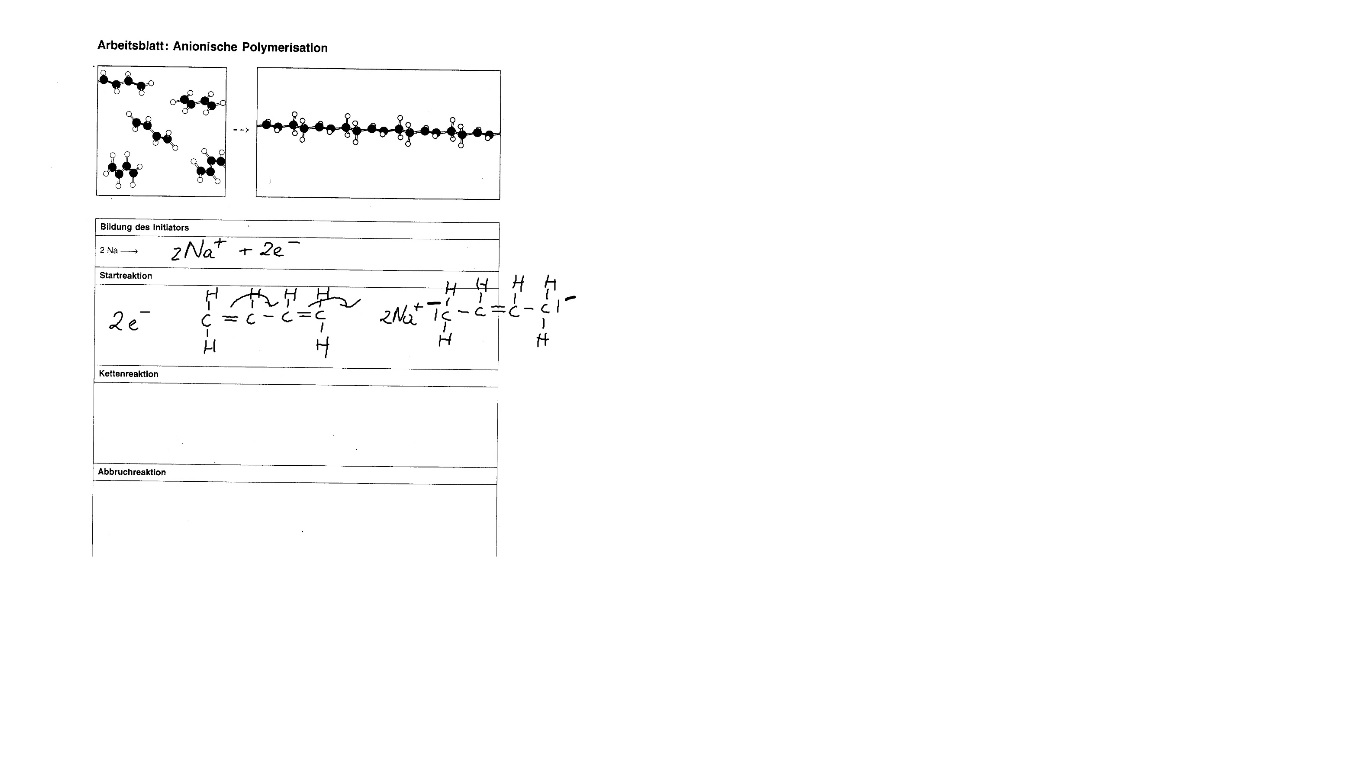 Arbeitsblatt: Anionische Polymerisation
Bildung des Initiators
2 Na → 2Na⁺ + 2e⁻
Startreaktion
H H H H H H H H
2e⁻ C = C – C = C 2Na⁺ ⁻|C – C = C – C|⁻
H H H H
Kettenreaktion
Abbruchreaktion